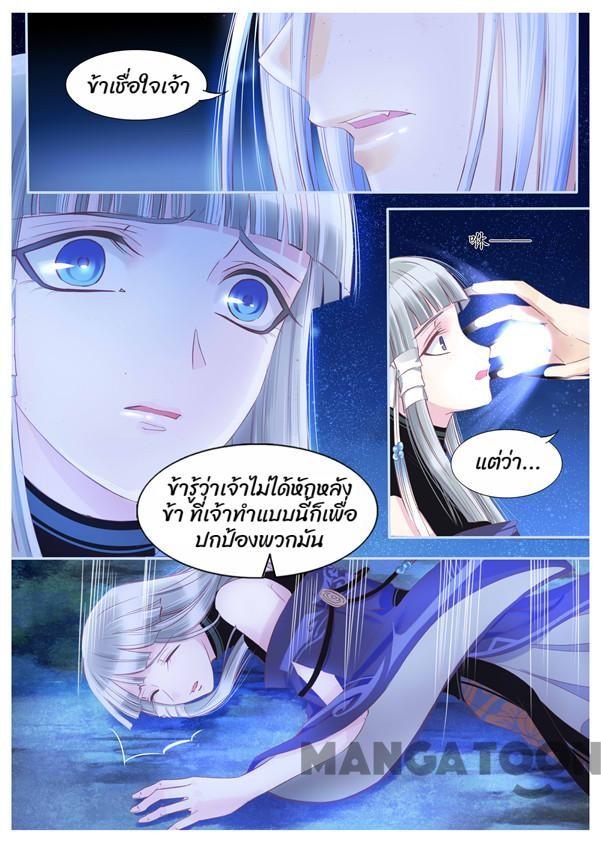 ข้าเชื่อใจเจ้า
咻——
แต่ว่า...
ข้ารู้ว่าเจ้าไม่ได้หักหลัง
ข้า ที่เจ้าทำแบบนี้ก็เพื่อ
ปกป้องพวกมัน
MANGATOON